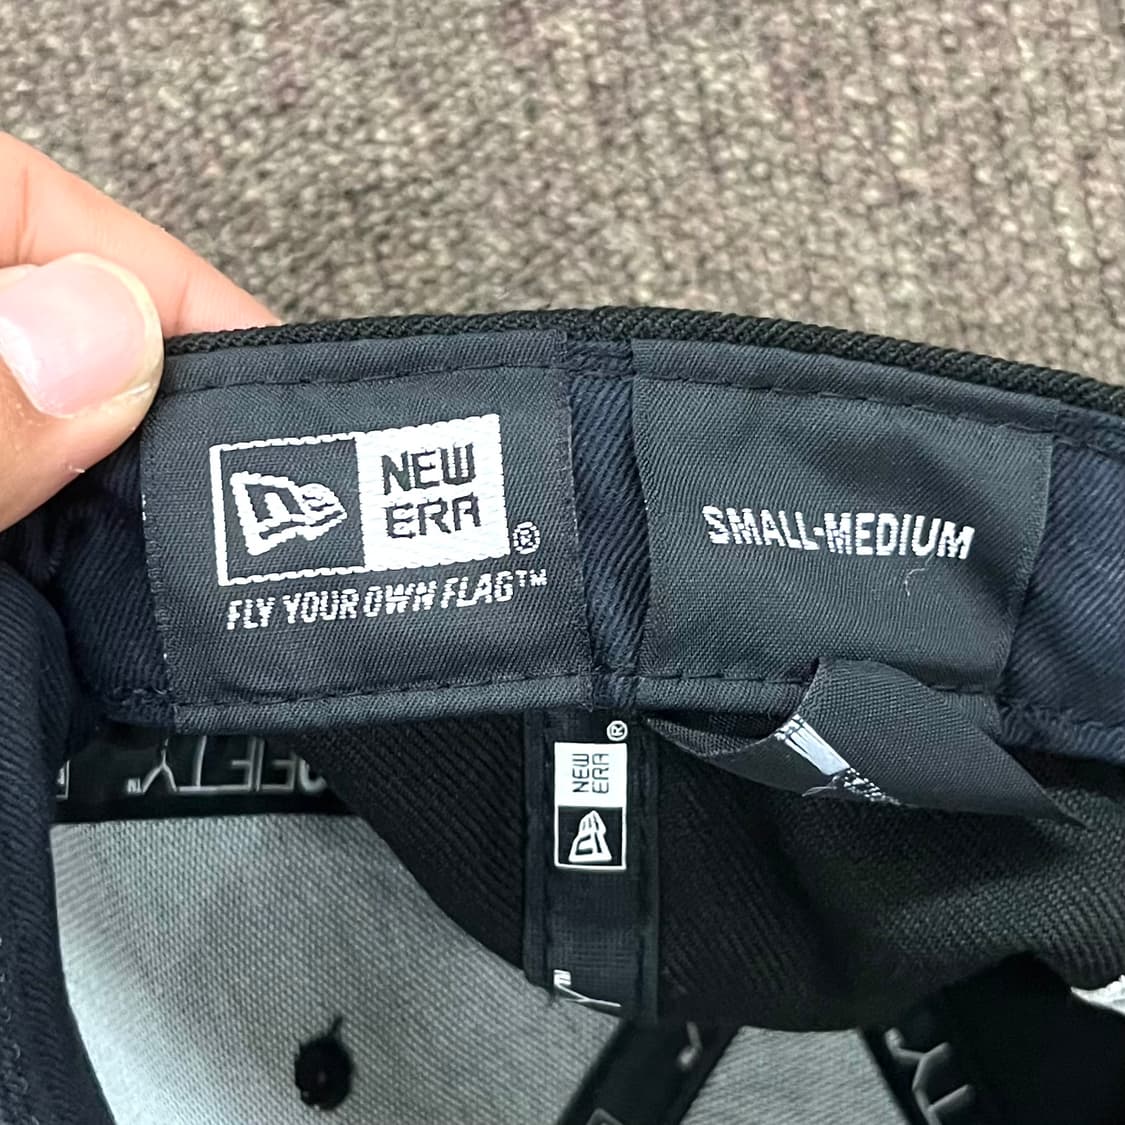 NEW
ERA
®
FLY YOUR OWN FLAG™
SMALL-MEDIUM
®
NEW
ERA